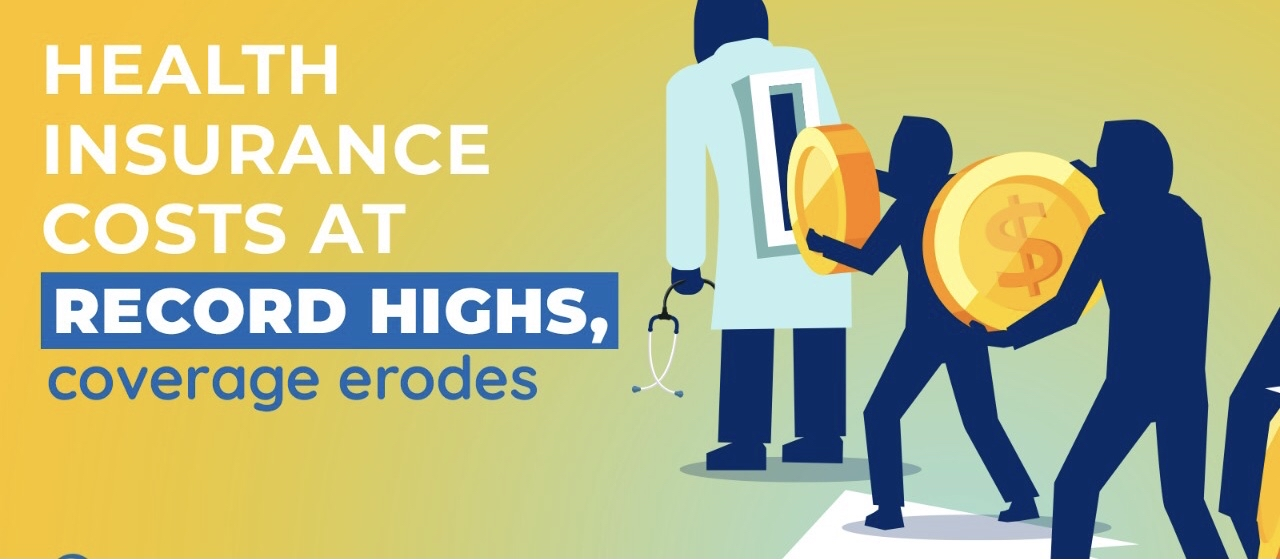 HEALTH
INSURANCE
COSTS AT
RECORD HIGHS,
coverage erodes
$